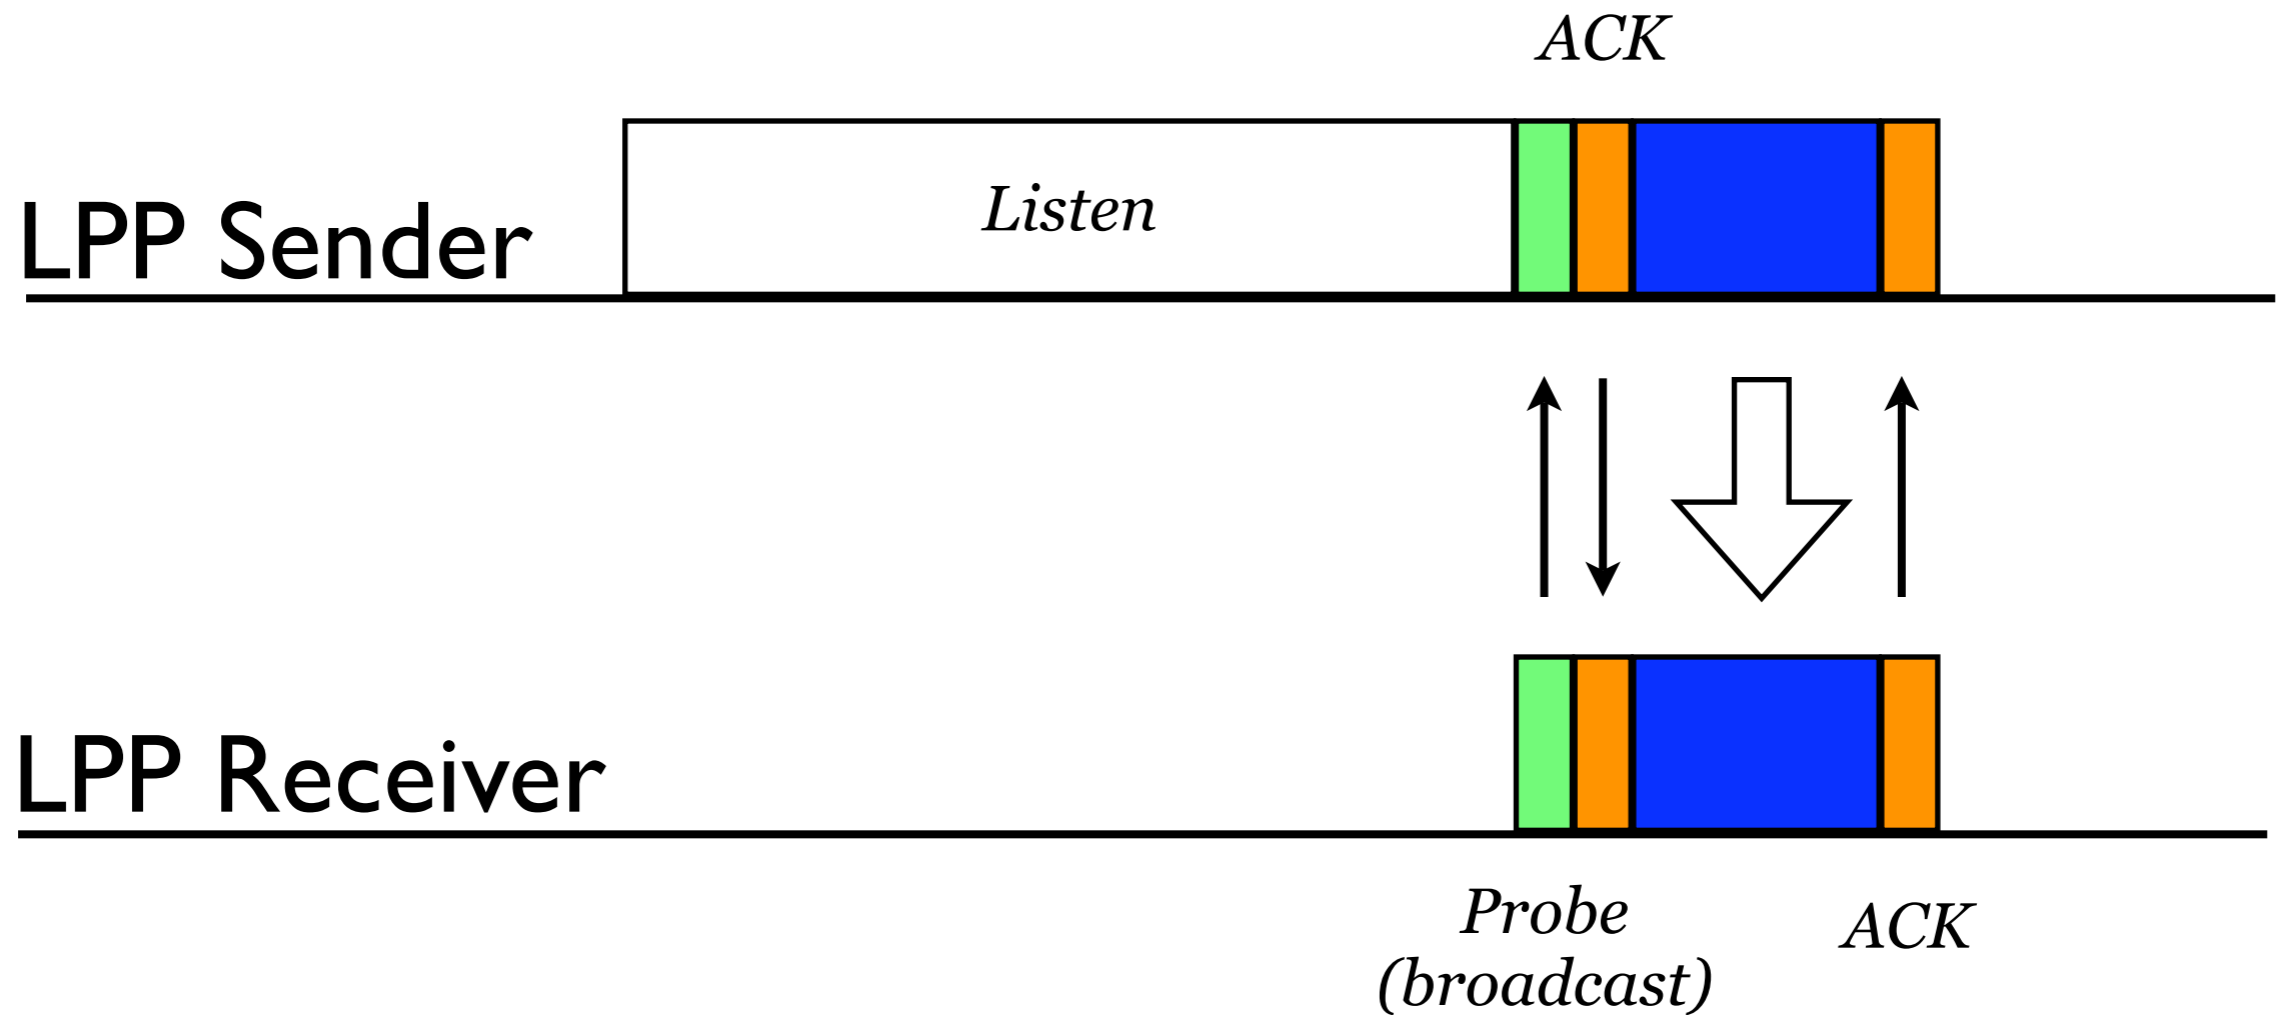 ACK
Listen
LPP Sender
LPP Receiver
Probe
(broadcast)
ACK